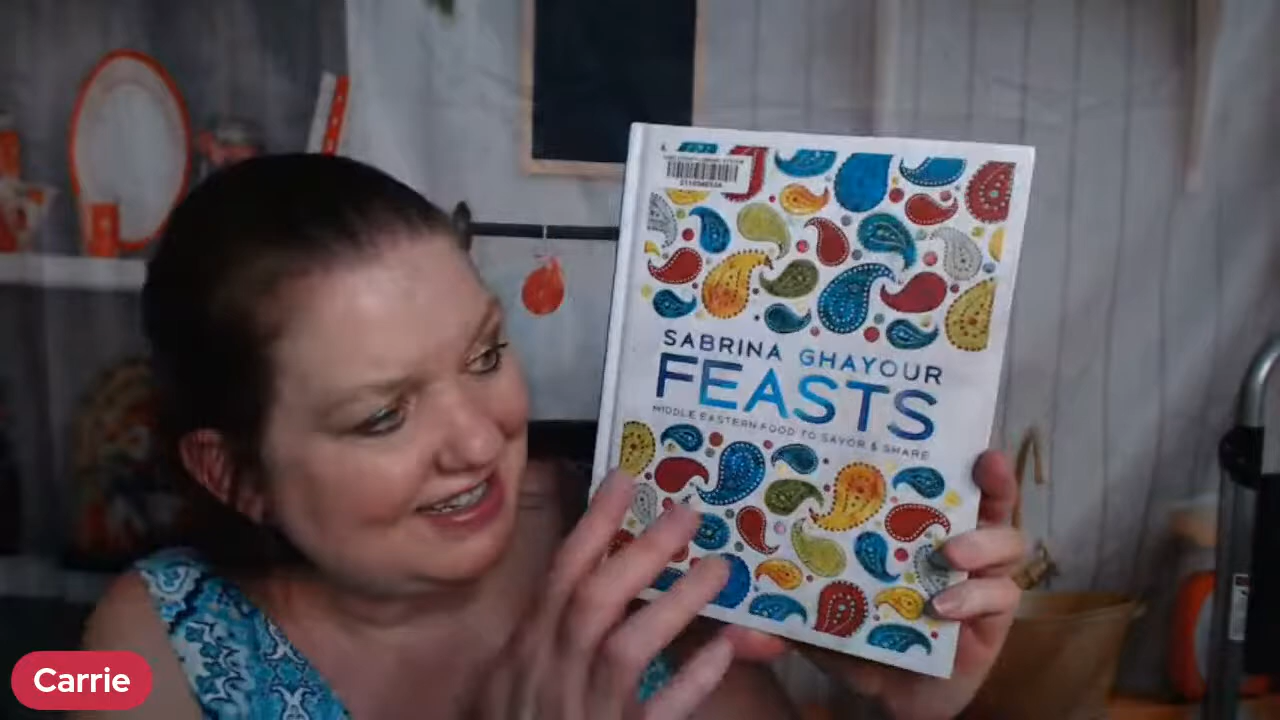 SABRINA GHAYOUR
FEASTS
MIDDLE EASTERN FOOD TO SAVOR & SHARE
Carrie